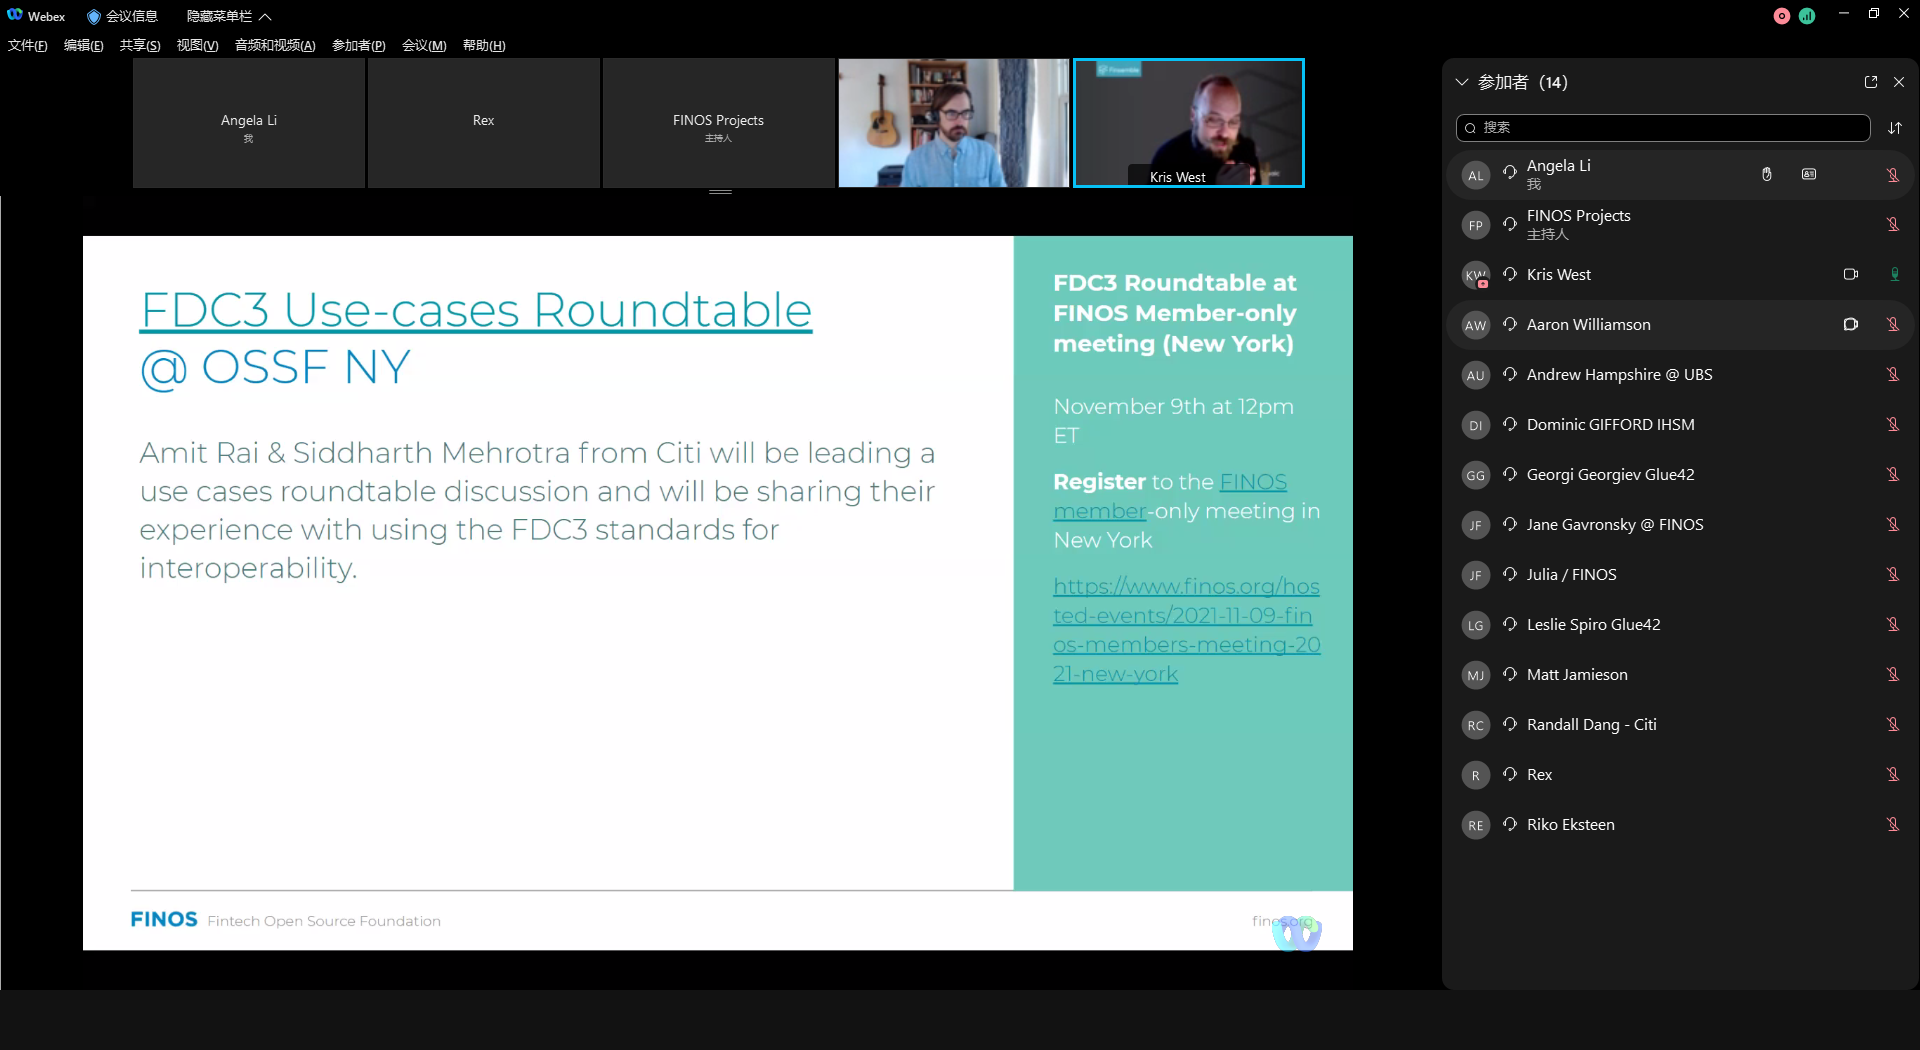 Webex
会议信息
隐藏菜单栏
文件(F) 编辑(E) 共享(S) 视图(V) 音频和视频(A) 参加者(P) 会议(M) 帮助(H)
Angela Li
我
Rex
FINOS Projects
主持人
Kris West
FDC3 Use-cases Roundtable
@ OSSF NY
Amit Rai & Siddharth Mehrotra from Citi will be leading a
use cases roundtable discussion and will be sharing their
experience with using the FDC3 standards for
interoperability.
FDC3 Roundtable at
FINOS Member-only
meeting (New York)
November 9th at 12pm
ET
Register to the FINOS
member-only meeting in
New York
https://www.finos.org/hos
ted-events/2021-11-09-fin
os-members-meeting-20
21-new-york
FINOS Fintech Open Source Foundation
finos.org
参加者 (14)
搜索
AL Angela Li
我
FP FINOS Projects
主持人
KW Kris West
AW Aaron Williamson
AU Andrew Hampshire @ UBS
DI Dominic GIFFORD IHSM
GG Georgi Georgiev Glue42
JF Jane Gavronsky @ FINOS
JF Julia / FINOS
LG Leslie Spiro Glue42
MJ Matt Jamieson
RC Randall Dang - Citi
R Rex
RE Riko Eksteen